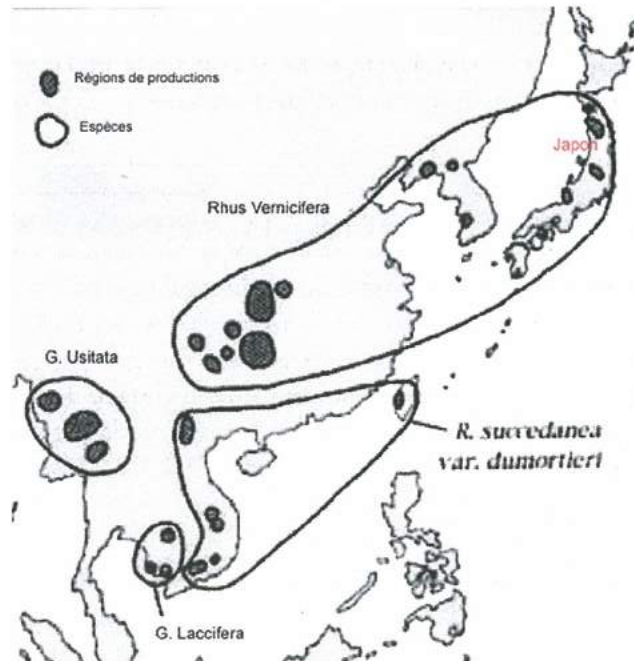 Régions de productions
Espèces
Japon
Rhus Vernicifera
G. Usitata
R. succedanea
var. dumortieri
G. Laccifera